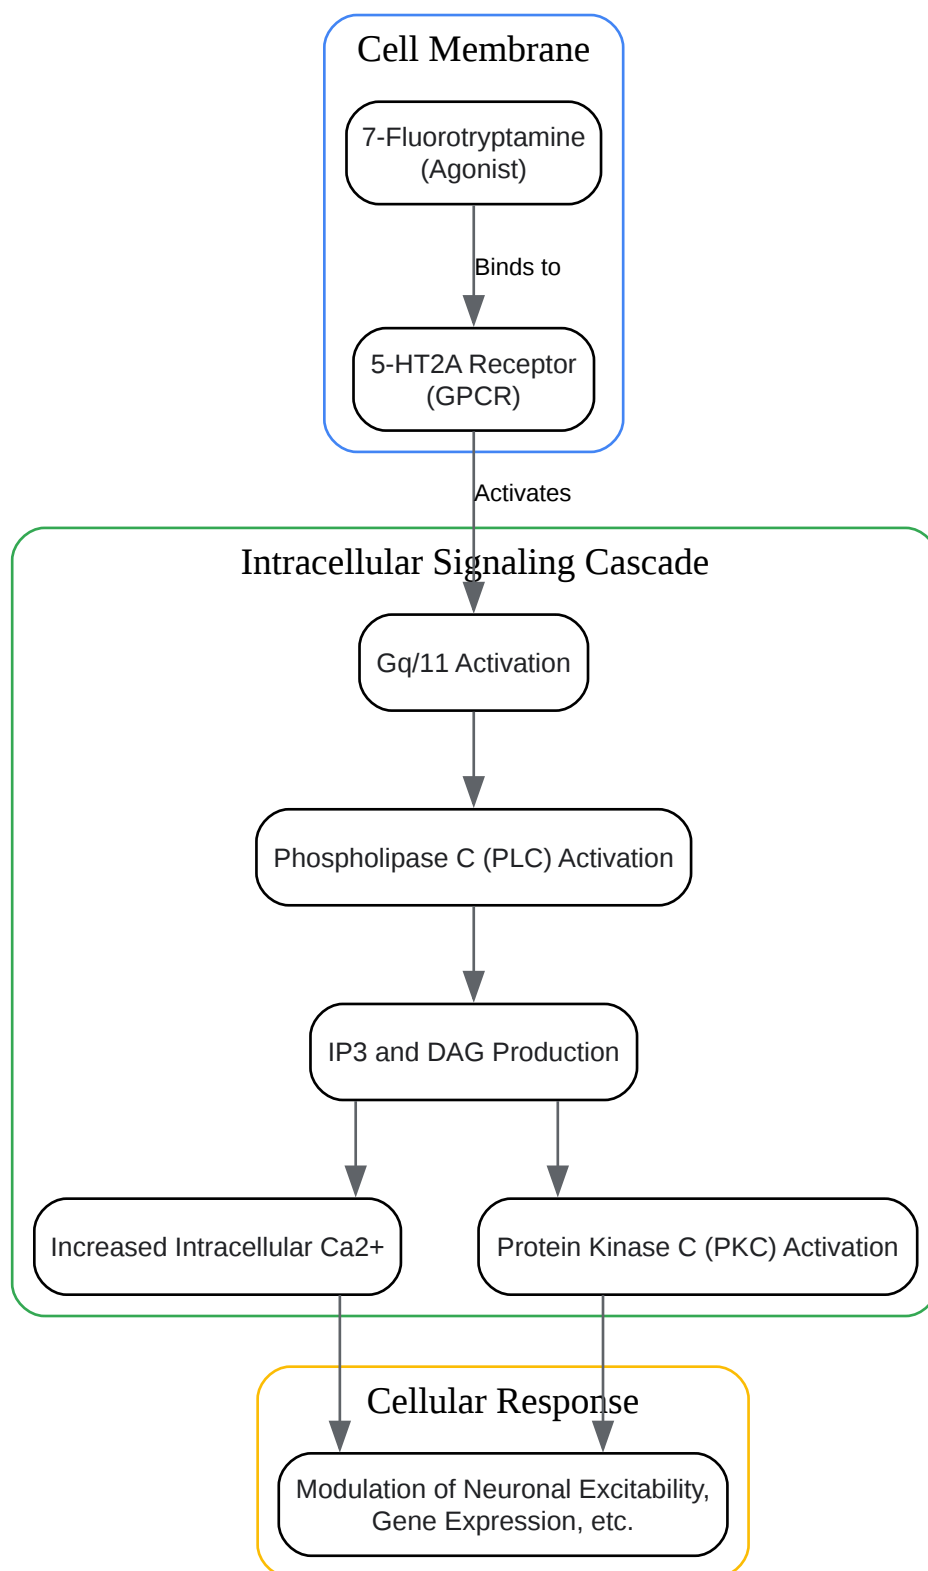 Cell Membrane
7-Fluorotryptamine
(Agonist)
Binds to
5-HT2A Receptor
(GPCR)
Activates
Intracellular Signaling Cascade
Gq/11 Activation
Phospholipase C (PLC) Activation
IP3 and DAG Production
Increased Intracellular Ca2+
Protein Kinase C (PKC) Activation
Cellular Response
Modulation of Neuronal Excitability,
Gene Expression, etc.